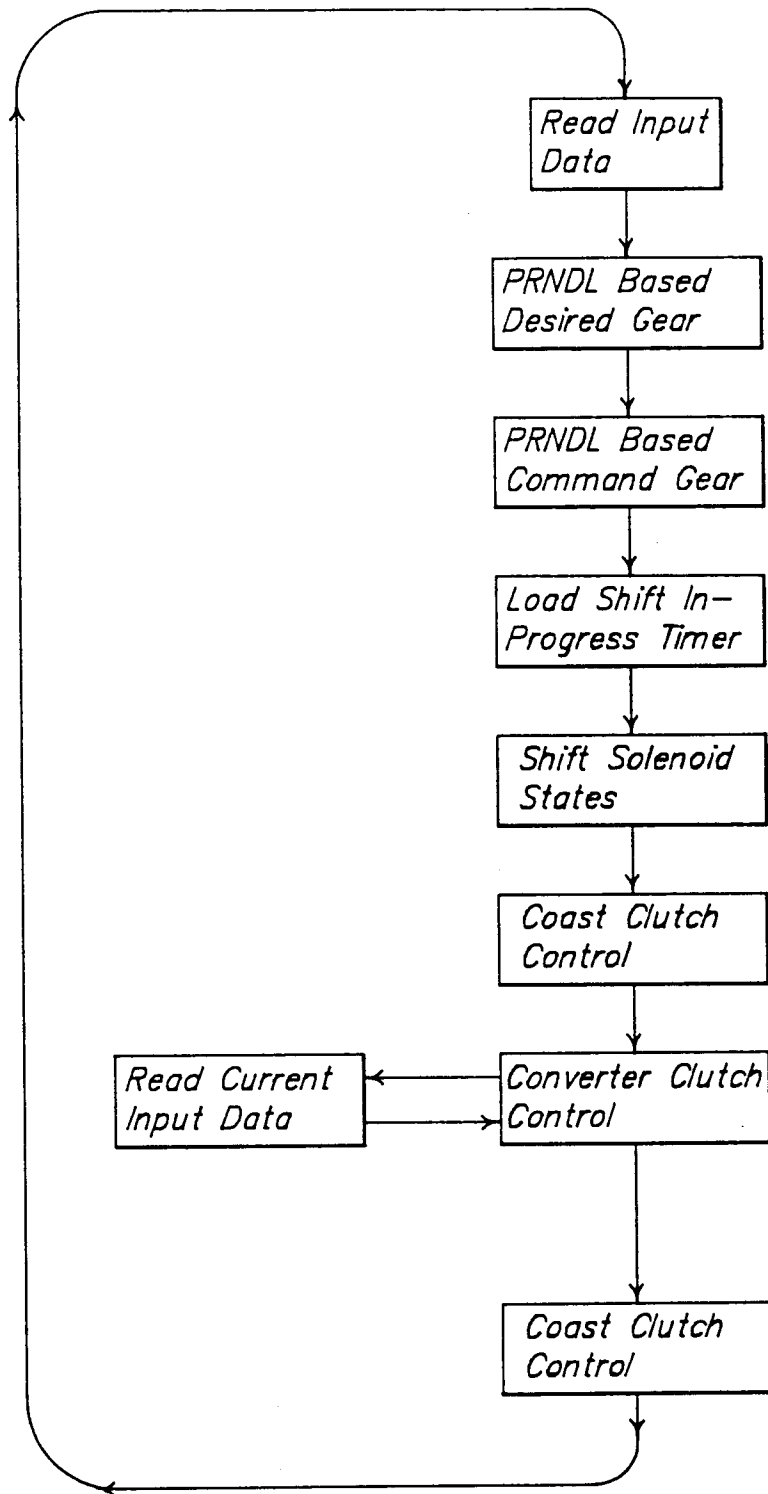 Read Input
Data
PRNDL Based
Desired Gear
PRNDL Based
Command Gear
Load Shift In-
Progress Timer
Shift Solenoid
States
Coast Clutch
Control
Read Current
Input Data
Converter Clutch
Control
Coast Clutch
Control